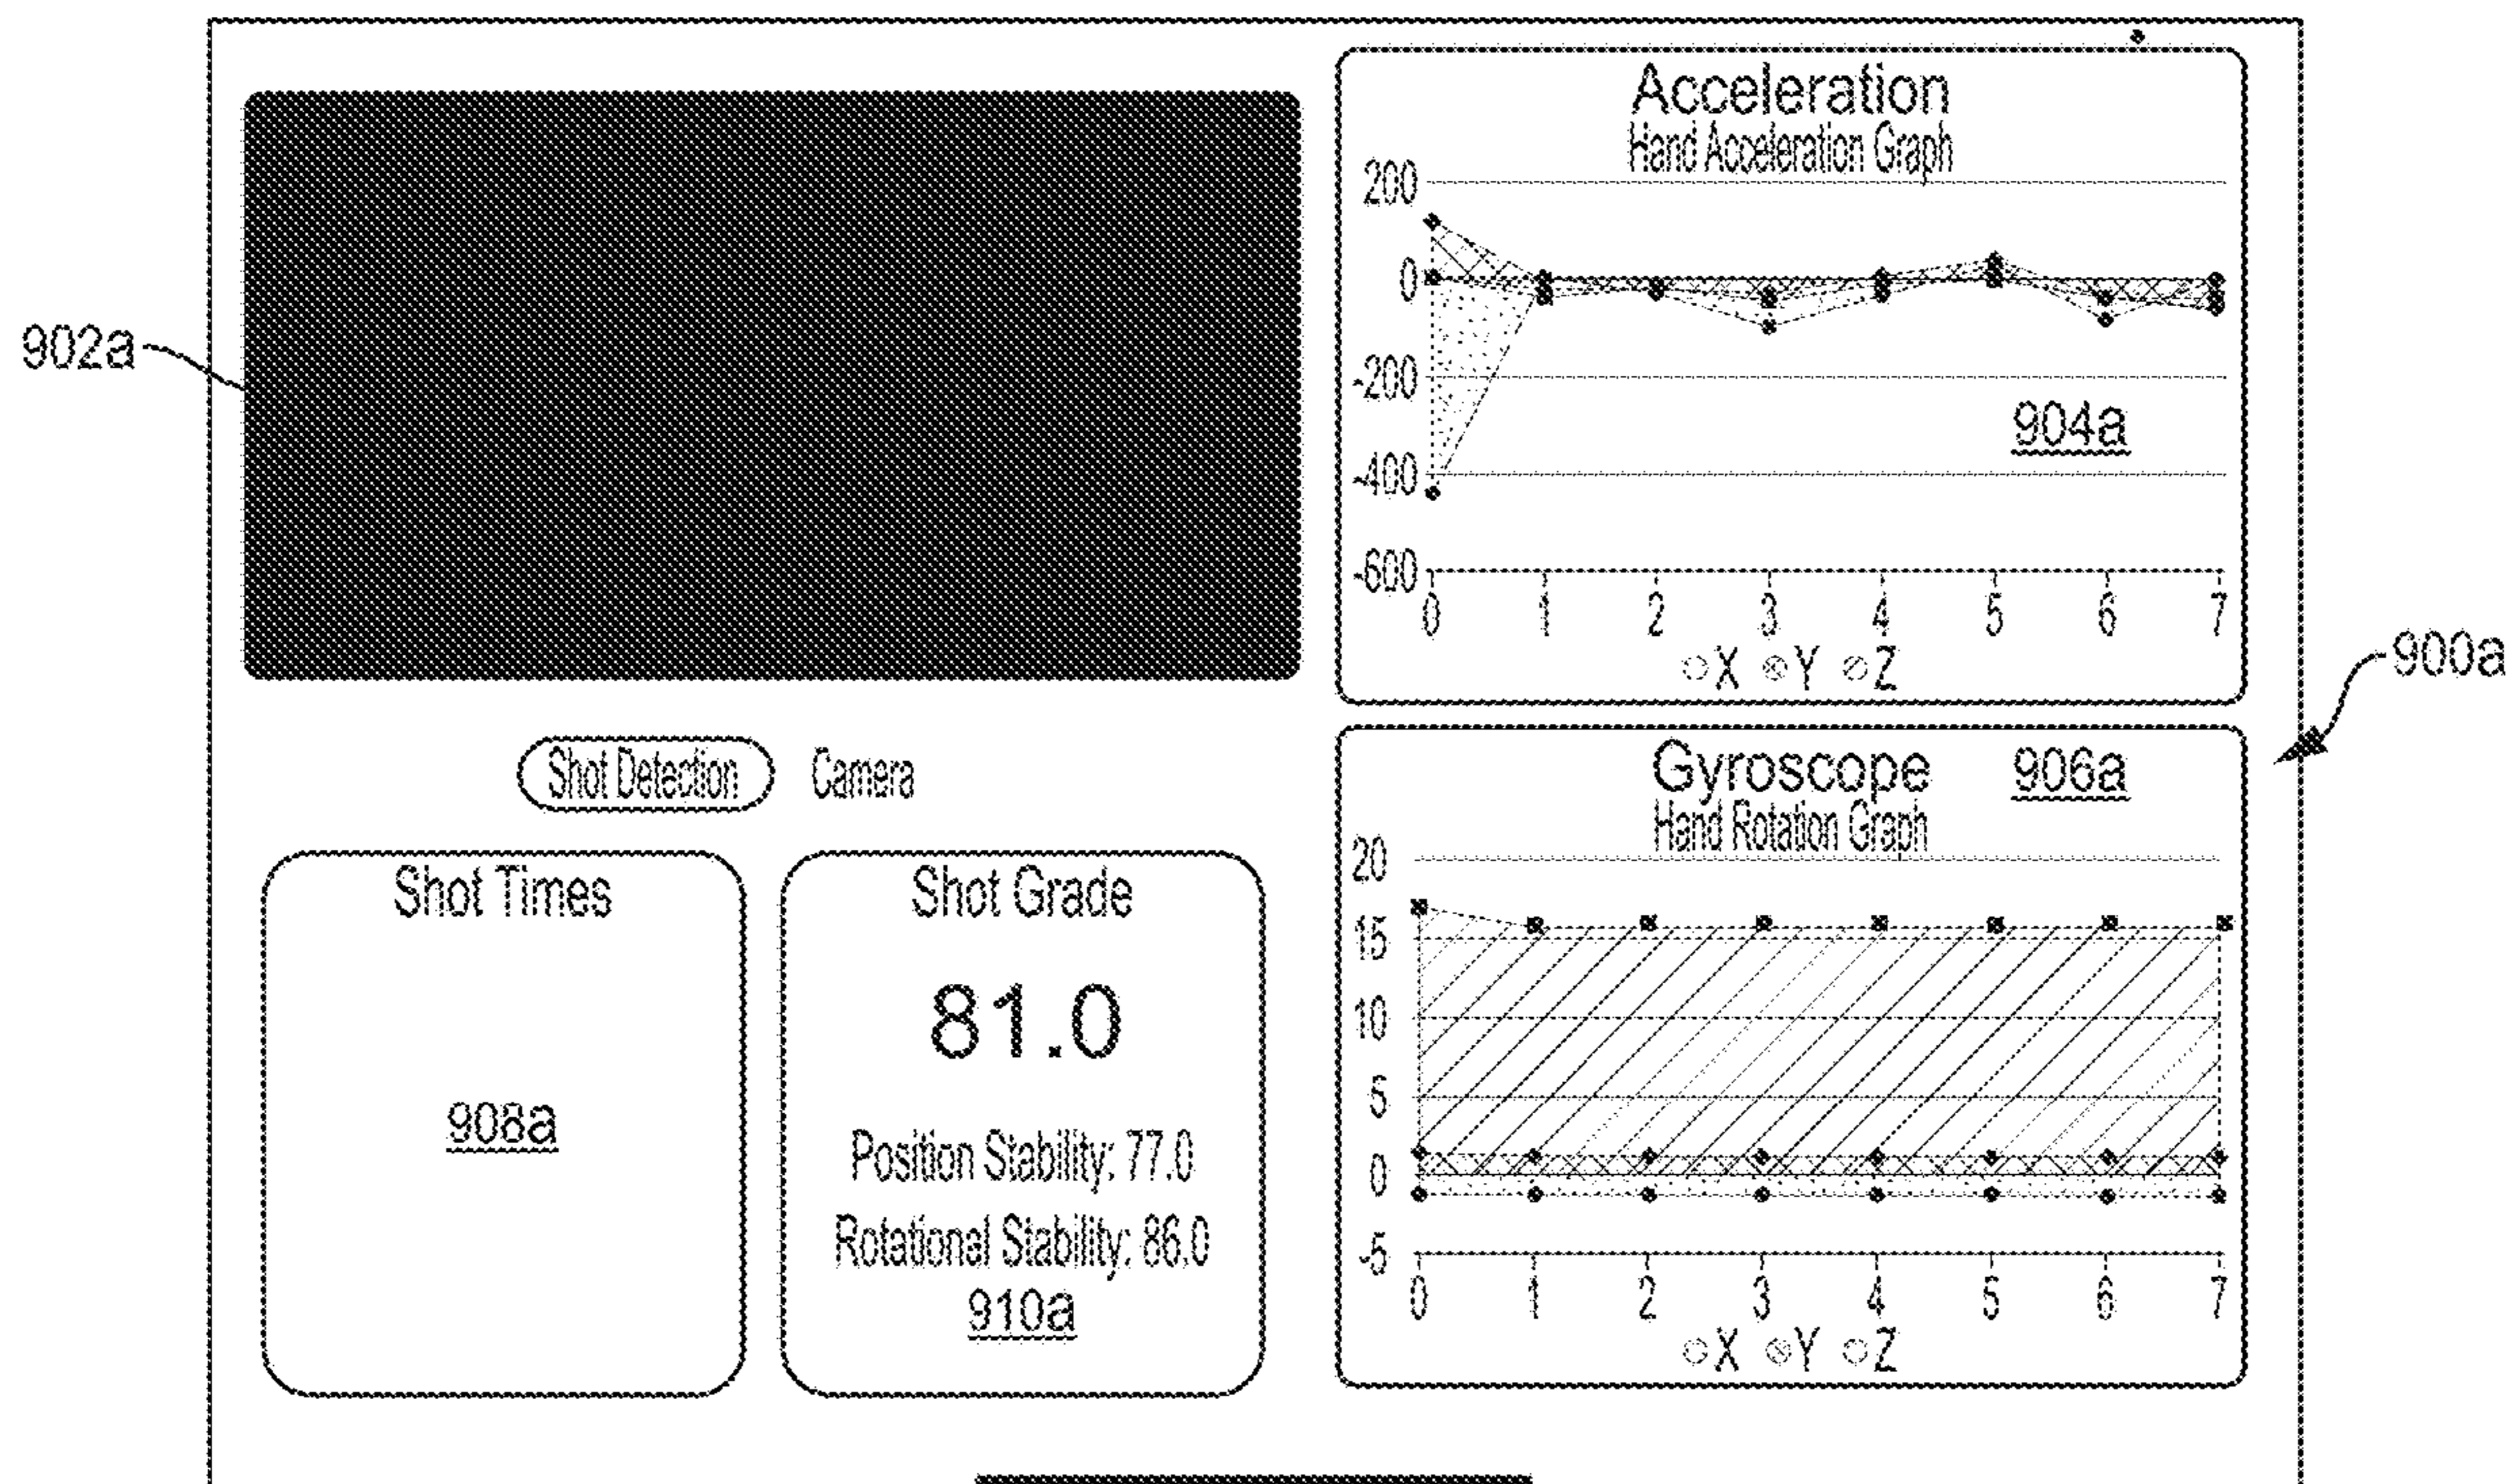 902a
Shot Detection
Camera
Shot Times
908a
Shot Grade
81.0
Position Stability: 77.0
Rotational Stability: 86.0
910a
Acceleration
Hand Acceleration Graph
200
0
-200
-400
-600
904a
0 1 2 3 4 5 6 7
X Y Z
900a
Gyroscope
906a
Hand Rotation Graph
20
15
10
5
0
-5
0 1 2 3 4 5 6 7
X Y Z